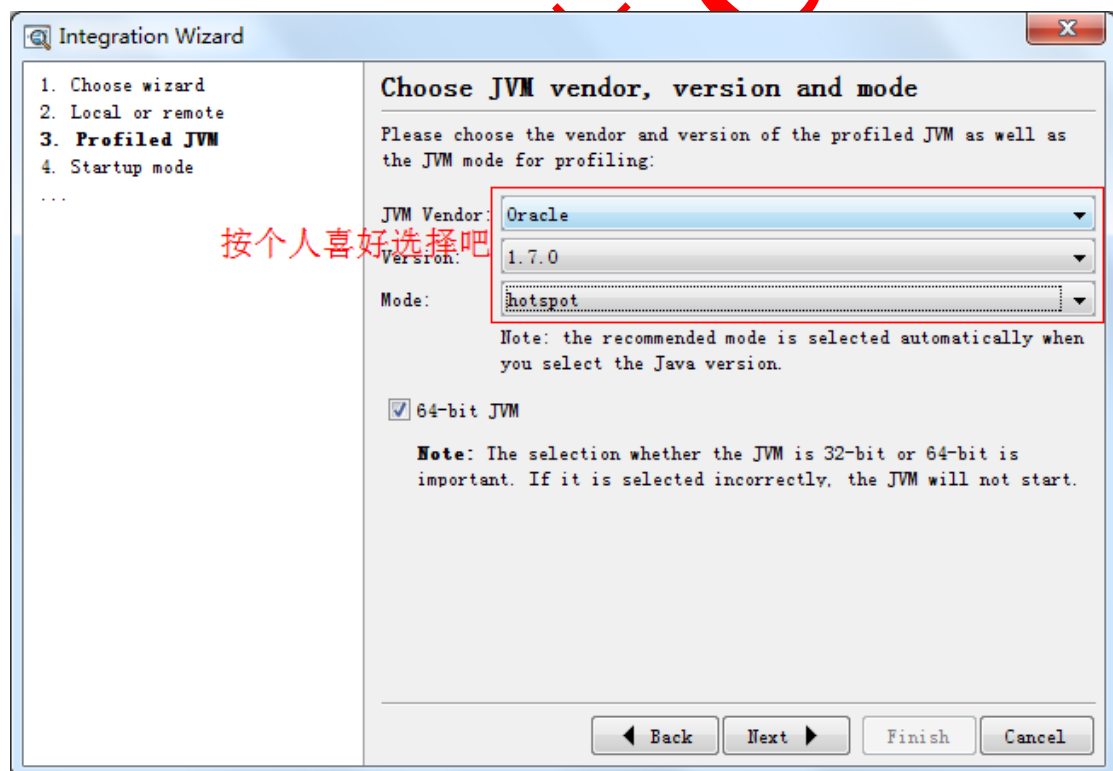 Integration Wizard
1. Choose wizard
2. Local or remote
3. Profiled JVM
4. Startup mode
...
Choose JVM vendor, version and mode
Please choose the vendor and version of the profiled JVM as well as
the JVM mode for profiling:
JVM Vendor: Oracle
按个人喜好选择吧
Version: 1.7.0
Mode: hotspot
Note: the recommended mode is selected automatically when
you select the Java version.
64-bit JVM
Note: The selection whether the JVM is 32-bit or 64-bit is
important. If it is selected incorrectly, the JVM will not start.
Back Next Finish Cancel